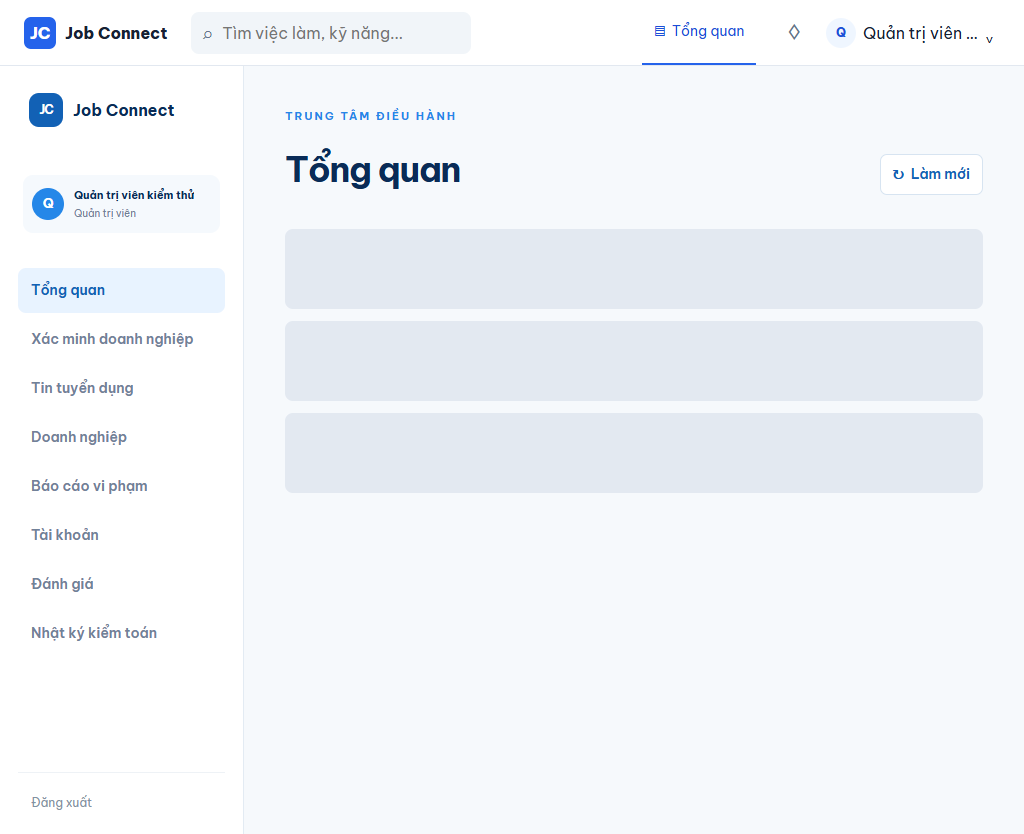 JC Job Connect
Tìm việc làm, kỹ năng...
Tổng quan
Q Quản trị viên ...
JC Job Connect
Q Quản trị viên kiểm thử
Quản trị viên
Tổng quan
Xác minh doanh nghiệp
Tin tuyển dụng
Doanh nghiệp
Báo cáo vi phạm
Tài khoản
Đánh giá
Nhật ký kiểm toán
Đăng xuất
TRUNG TÂM ĐIỀU HÀNH
Tổng quan
Làm mới